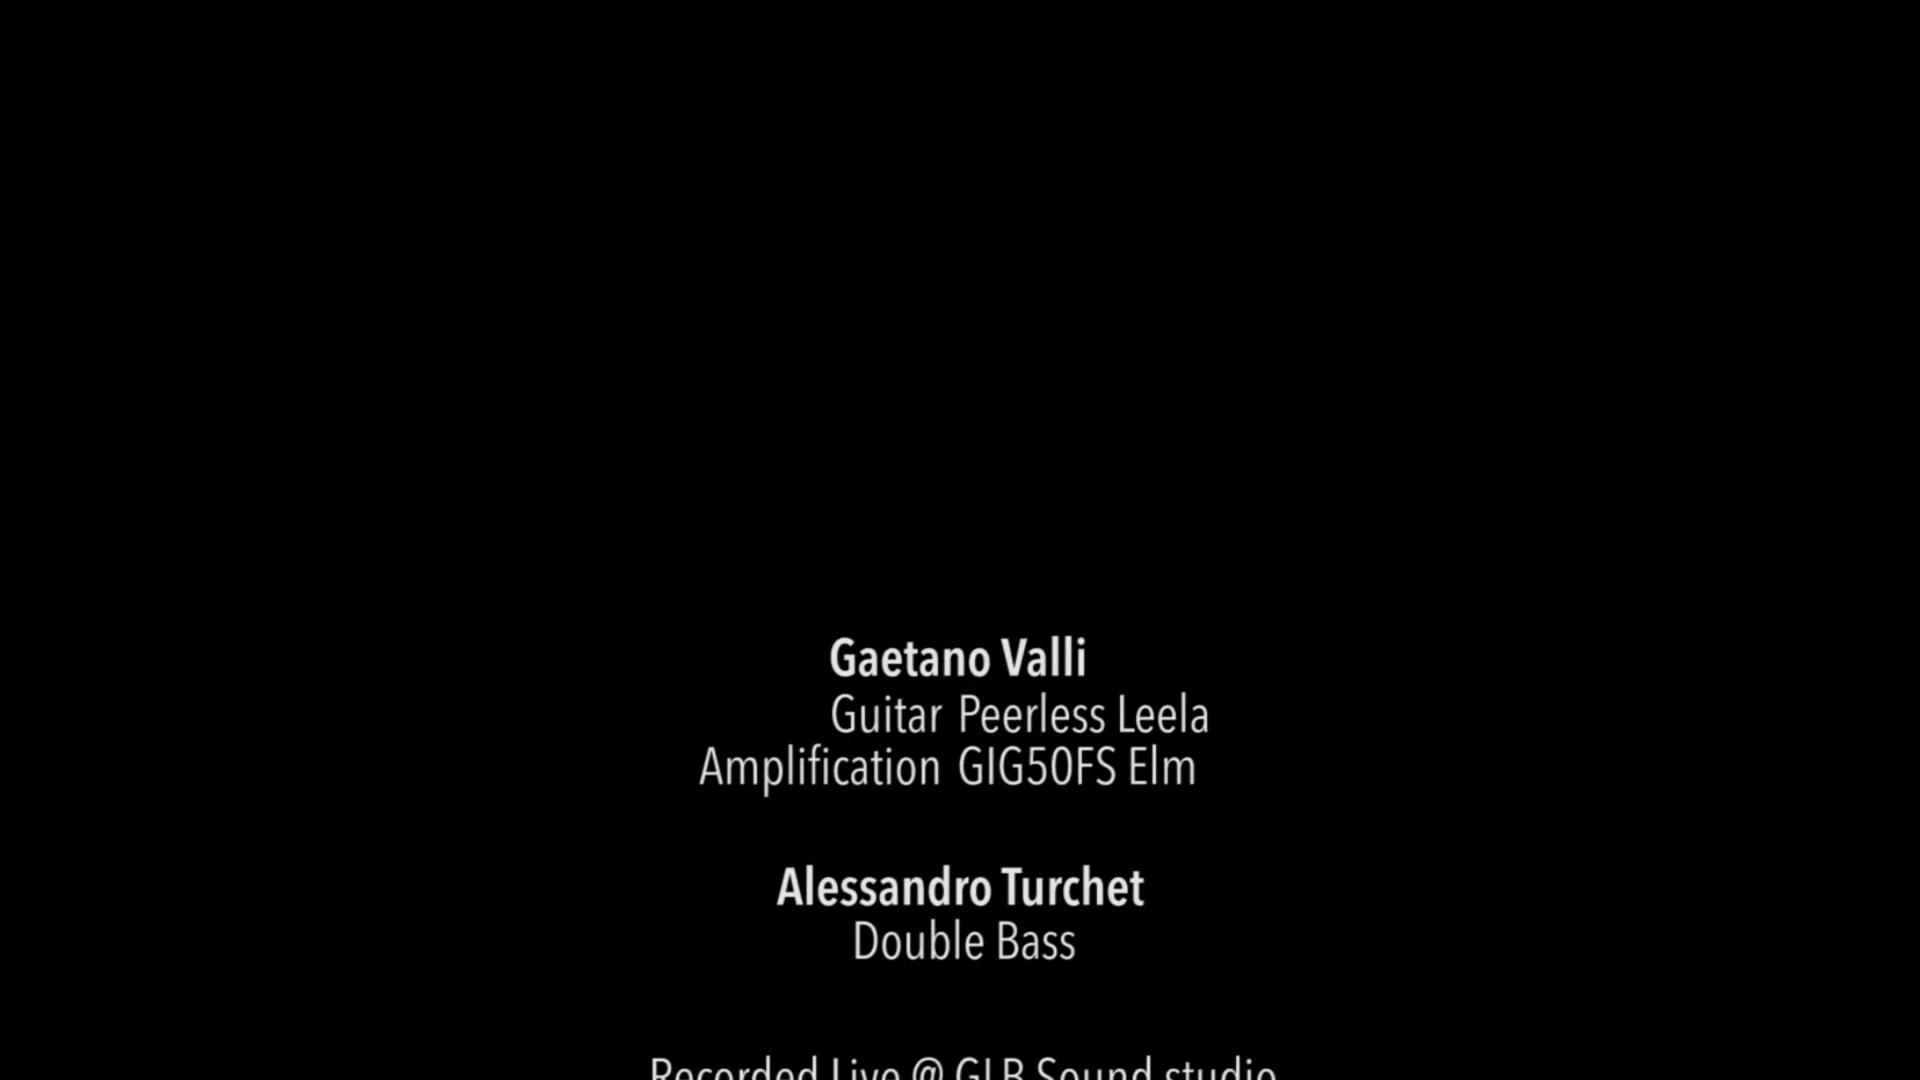 Gaetano Valli
Guitar Peerless Leela
Amplification GIG50FS Elm
Alessandro Turchet
Double Bass
Recorded Live @ GLB Sound studio